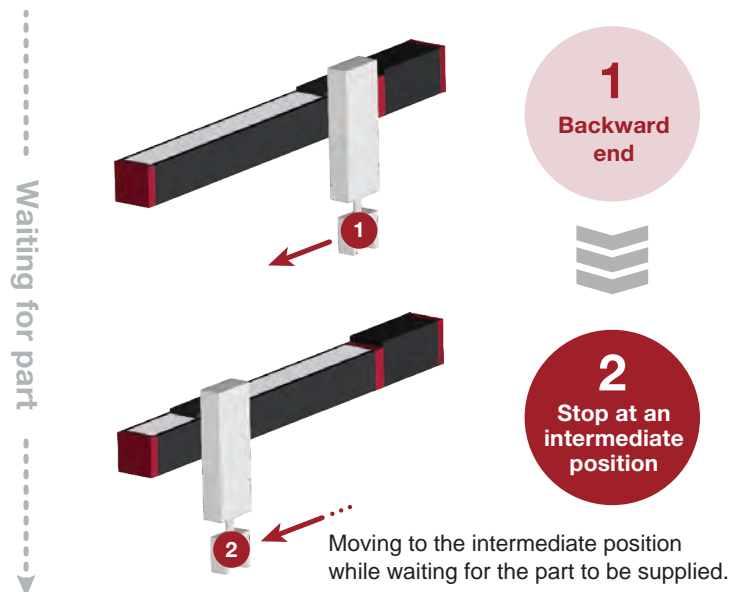 Waiting for part
1
Backward
end
1
2
Stop at an
intermediate
position
2
Moving to the intermediate position
while waiting for the part to be supplied.